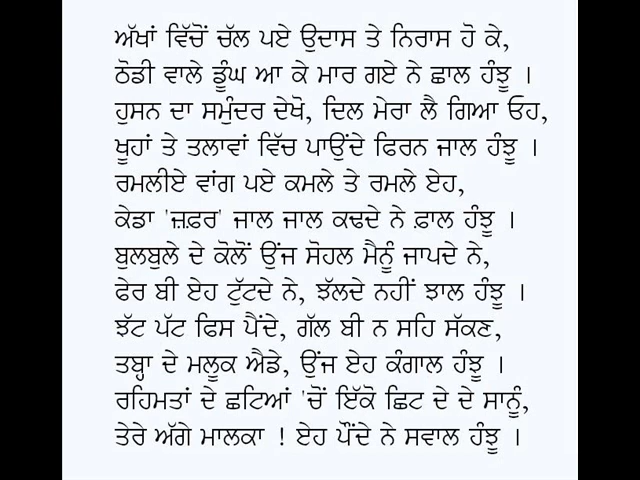 ਅੱਖਾਂ ਵਿੱਚੋਂ ਚੱਲ ਪਏ ਉਦਾਸ ਤੇ ਨਿਰਾਸ ਹੋ ਕੇ,
ਠੋਡੀ ਵਾਲੇ ਡੂੰਘ ਆ ਕੇ ਮਾਰ ਗਏ ਨੇ ਛਾਲ ਹੰਝੂ ।
ਹੁਸਨ ਦਾ ਸਮੁੰਦਰ ਦੇਖੋ, ਦਿਲ ਮੇਰਾ ਲੈ ਗਿਆ ਓਹ,
ਖੂਹਾਂ ਤੇ ਤਲਾਵਾਂ ਵਿੱਚ ਪਾਉਂਦੇ ਫਿਰਨ ਜਾਲ ਹੰਝੂ ।
ਰਮਲੀਏ ਵਾਂਗ ਪਏ ਕਮਲੇ ਤੇ ਰਮਲੇ ਏਹ,
ਕੇਡਾ 'ਜ਼ਫ਼ਰ' ਜਾਲ ਜਾਲ ਕਢਦੇ ਨੇ ਫ਼ਾਲ ਹੰਝੂ ।
ਬੁਲਬੁਲੇ ਦੇ ਕੋਲੋਂ ਉਂਜ ਸੋਹਲ ਮੈਨੂੰ ਜਾਪਦੇ ਨੇ,
ਫੇਰ ਬੀ ਏਹ ਟੁੱਟਦੇ ਨੇ, ਝੱਲਦੇ ਨਹੀਂ ਝਾਲ ਹੰਝੂ ।
ਝੱਟ ਪੱਟ ਫਿਸ ਪੈਂਦੇ, ਗੱਲ ਬੀ ਨ ਸਹਿ ਸੱਕਣ,
ਤਬ੍ਹਾ ਦੇ ਮਲੂਕ ਐਡੇ, ਉਂਜ ਏਹ ਕੰਗਾਲ ਹੰਝੂ ।
ਰਹਿਮਤਾਂ ਦੇ ਛਟਿਆਂ 'ਚੋਂ ਇੱਕੋ ਛਿਟ ਦੇ ਦੇ ਸਾਨੂੰ,
ਤੇਰੇ ਅੱਗੇ ਮਾਲਕਾ ! ਏਹ ਪੌਂਦੇ ਨੇ ਸਵਾਲ ਹੰਝੂ ।